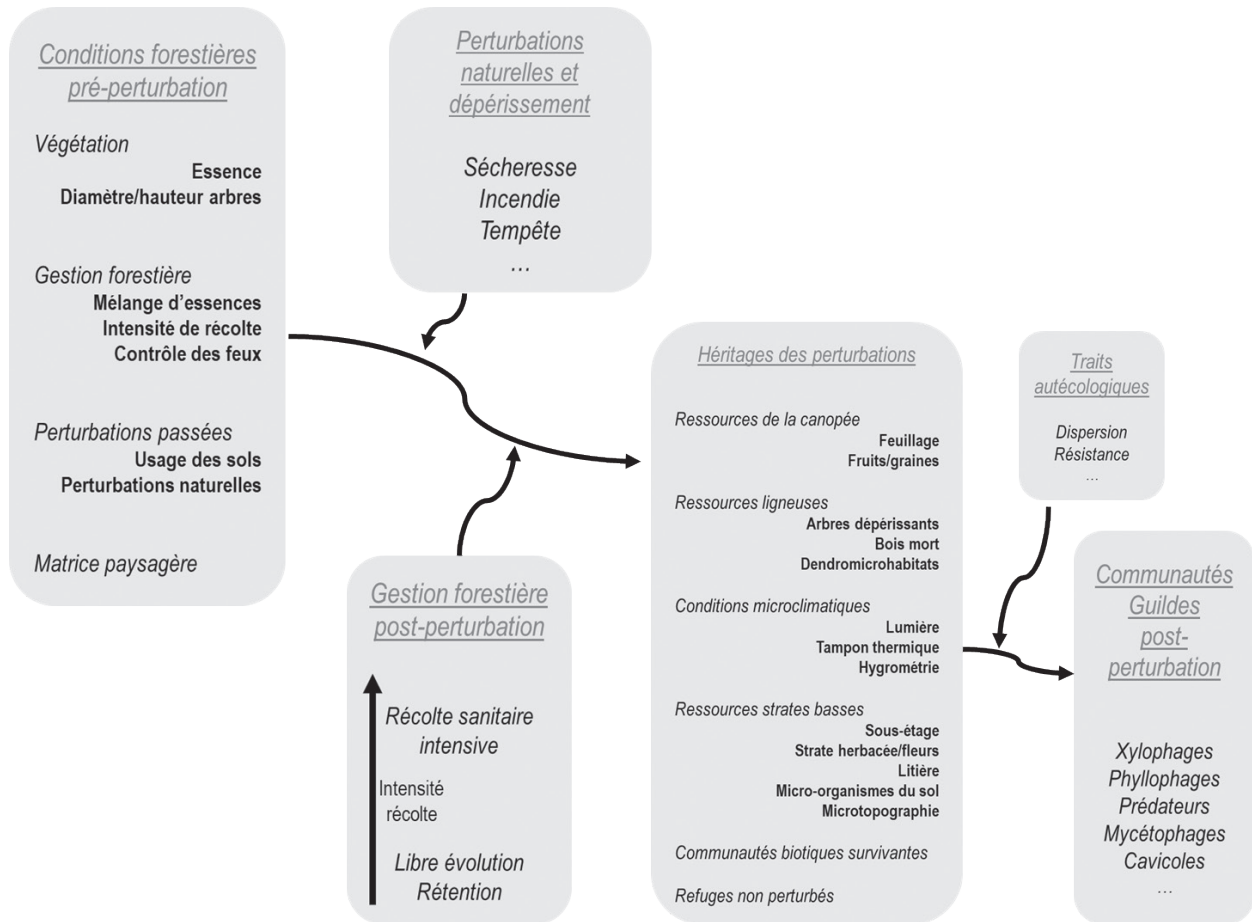 Conditions forestières
pré-perturbation
Végétation
Essence
Diamètre/hauteur arbres
Gestion forestière
Mélange d'essences
Intensité de récolte
Contrôle des feux
Perturbations passées
Usage des sols
Perturbations naturelles
Matrice paysagère
Perturbations
naturelles et
dépérissement
Sécheresse
Incendie
Tempête
...
Gestion forestière
post-perturbation
Récolte sanitaire
intensive
Intensité
récolte
Libre évolution
Rétention
Héritages des perturbations
Ressources de la canopée
Feuillage
Fruits/graines
Ressources ligneuses
Arbres dépérissants
Bois mort
Dendromicrohabitats
Conditions microclimatiques
Lumière
Tampon thermique
Hygrométrie
Ressources strates basses
Sous-étage
Strate herbacée/fleurs
Litière
Micro-organismes du sol
Microtopographie
Communautés biotiques survivantes
Refuges non perturbés
Traits
autécologiques
Dispersion
Résistance
...
Communautés
Guildes
post-
perturbation
Xylophages
Phyllophages
Prédateurs
Mycétophages
Cavicoles
...